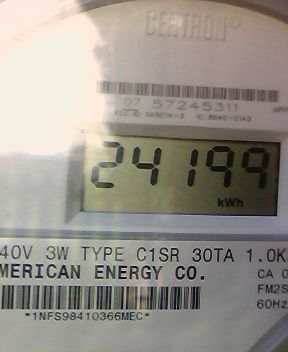 CENTRON®
07 57245311
24199
kWh
40V 3W TYPE C1SR 30TA 1.0K
MERICAN ENERGY CO.
CA 0
FM2S
60Hz
*1NFS98410366MEC*